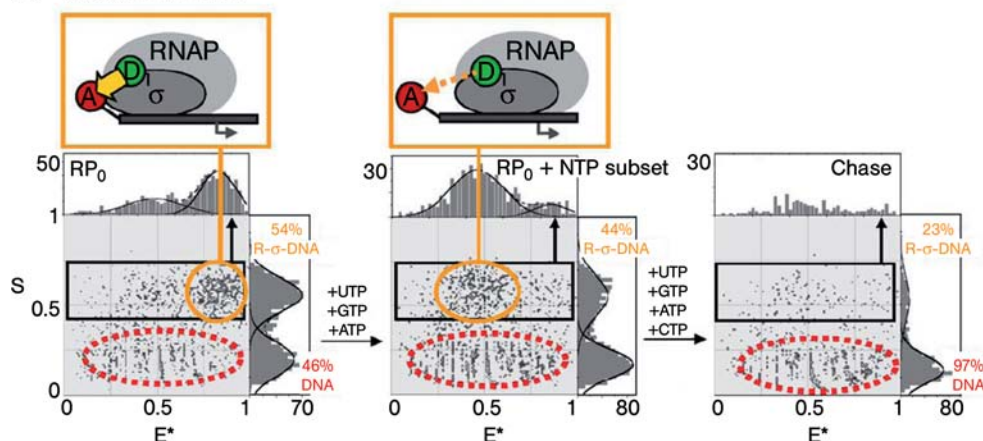 RNAP
D
A
σ
RNAP
D
A
σ
50
RP₀
30
RP₀ + NTP subset
30
Chase
1
54%
R-σ-DNA
44%
R-σ-DNA
23%
R-σ-DNA
S
0.5
+UTP
+GTP
+ATP
+UTP
+GTP
+ATP
+CTP
46%
DNA
97%
DNA
0
0
0.5
1
70
0
0.5
1
80
0
0.5
1
80
E*
E*
E*